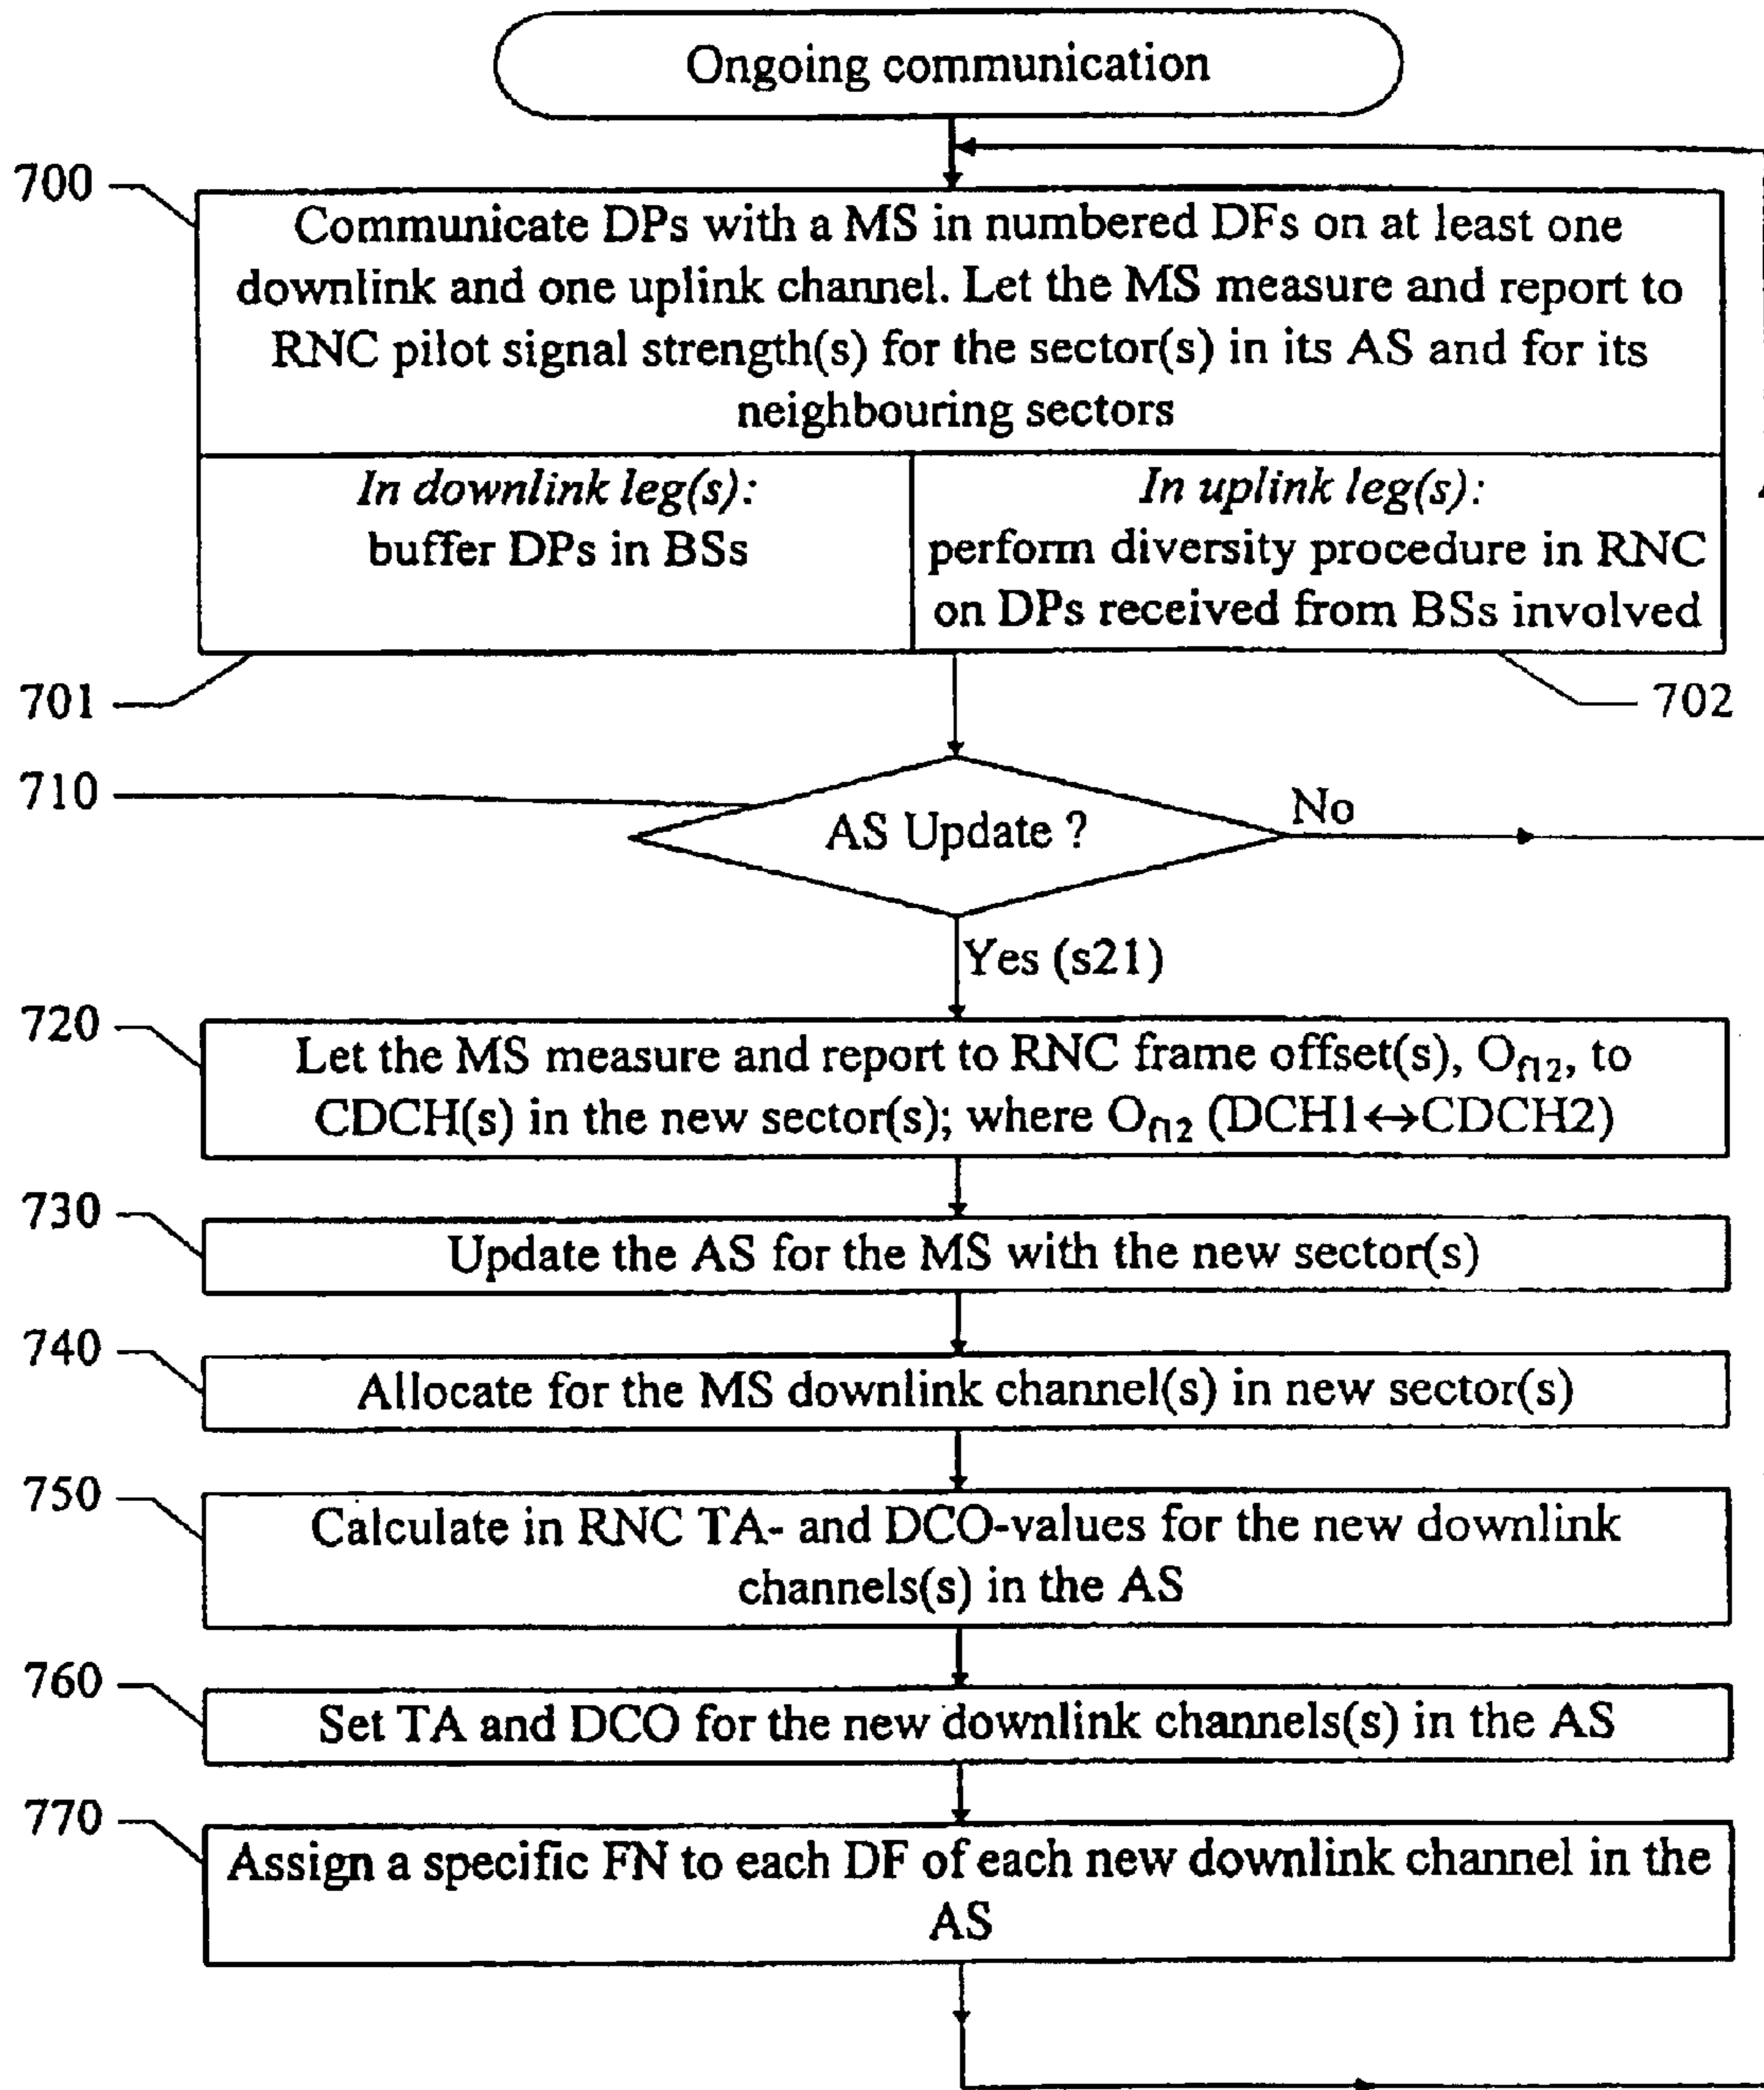 Ongoing communication
700
Communicate DPs with a MS in numbered DFs on at least one
downlink and one uplink channel. Let the MS measure and report to
RNC pilot signal strength(s) for the sector(s) in its AS and for its
neighbouring sectors
In downlink leg(s):
buffer DPs in BSs
In uplink leg(s):
perform diversity procedure in RNC
on DPs received from BSs involved
701
702
710
AS Update ?
No
Yes (s21)
720
Let the MS measure and report to RNC frame offset(s), Of12, to
CDCH(s) in the new sector(s); where Of12 (DCH1↔CDCH2)
730
Update the AS for the MS with the new sector(s)
740
Allocate for the MS downlink channel(s) in new sector(s)
750
Calculate in RNC TA- and DCO-values for the new downlink
channels(s) in the AS
760
Set TA and DCO for the new downlink channels(s) in the AS
770
Assign a specific FN to each DF of each new downlink channel in the
AS